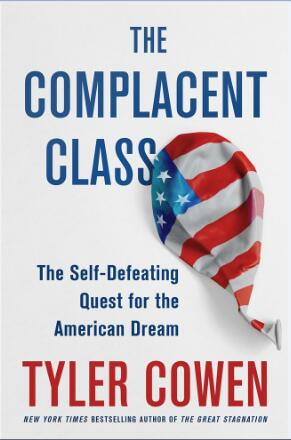 THE
COMPLACENT
CLASS
The Self-Defeating
Quest for the
American Dream
TYLER COWEN
NEW YORK TIMES BESTSELLING AUTHOR OF THE GREAT STAGNATION